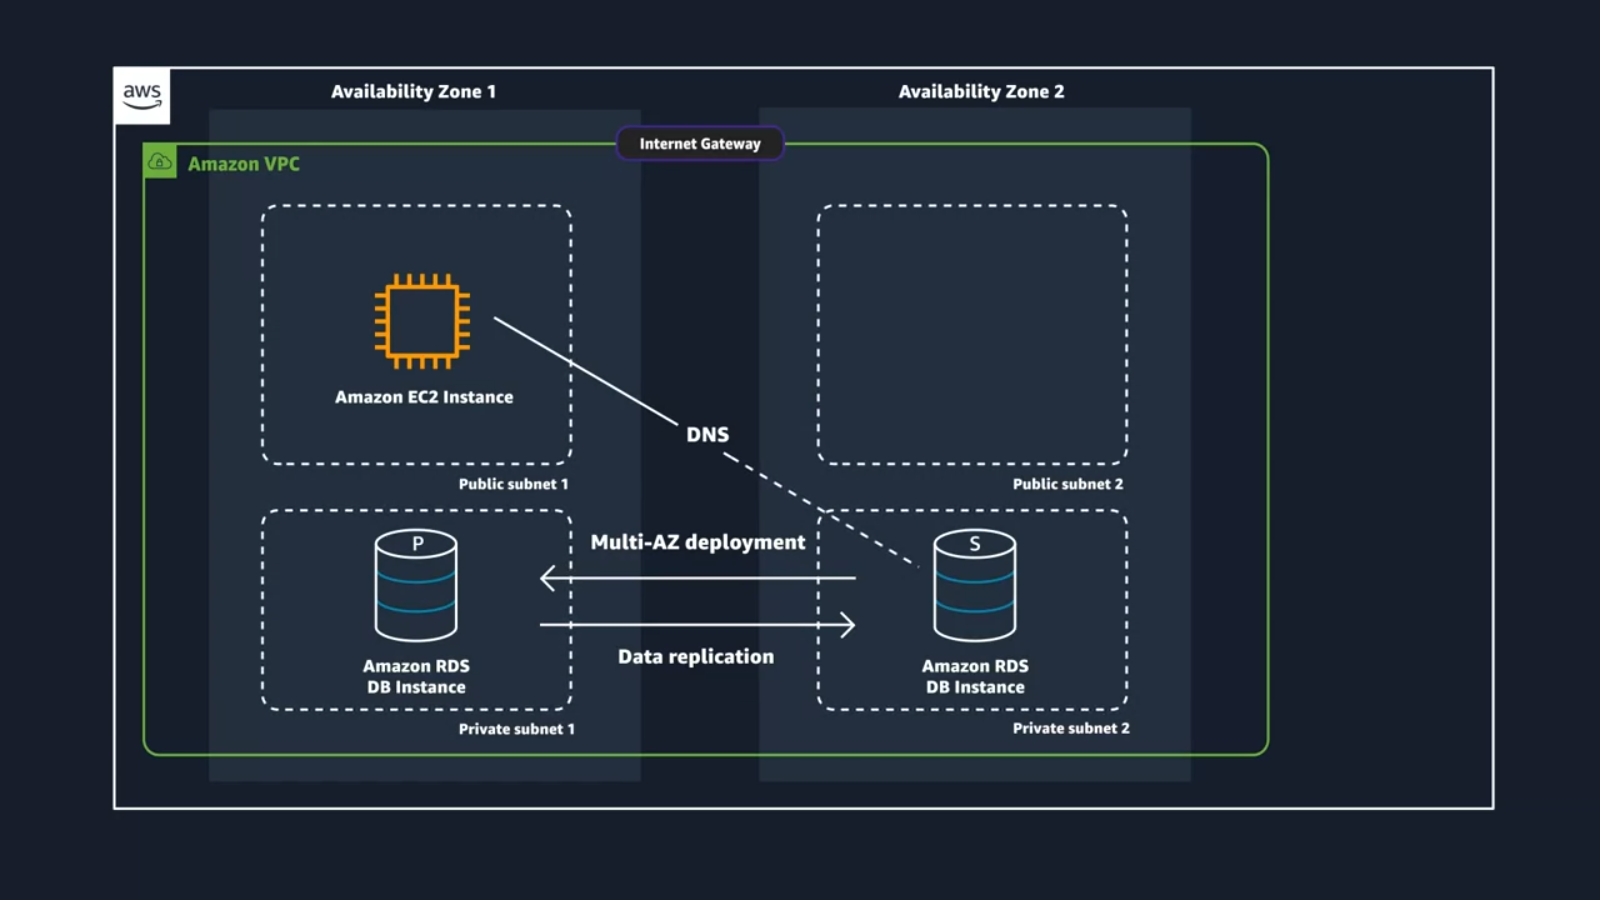 aws
Availability Zone 1
Availability Zone 2
Internet Gateway
Amazon VPC
Amazon EC2 Instance
DNS
Public subnet 1
Public subnet 2
P
Multi-AZ deployment
S
Data replication
Amazon RDS
DB Instance
Amazon RDS
DB Instance
Private subnet 1
Private subnet 2